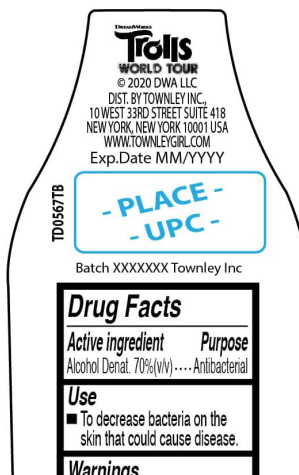 DREAMWORKS
Trolls
WORLD TOUR
© 2020 DWA LLC
DIST. BY TOWNLEY INC.,
10 WEST 33RD STREET SUITE 418
NEW YORK, NEW YORK 10001 USA
WWW.TOWNLEYGIRL.COM
Exp.Date MM/YYYY
TD0567TB
- PLACE -
- UPC -
Batch XXXXXXX Townley Inc
Drug Facts
Active ingredient Purpose
Alcohol Denat. 70%(v/v) .... Antibacterial
Use
■ To decrease bacteria on the
skin that could cause disease.
Warnings